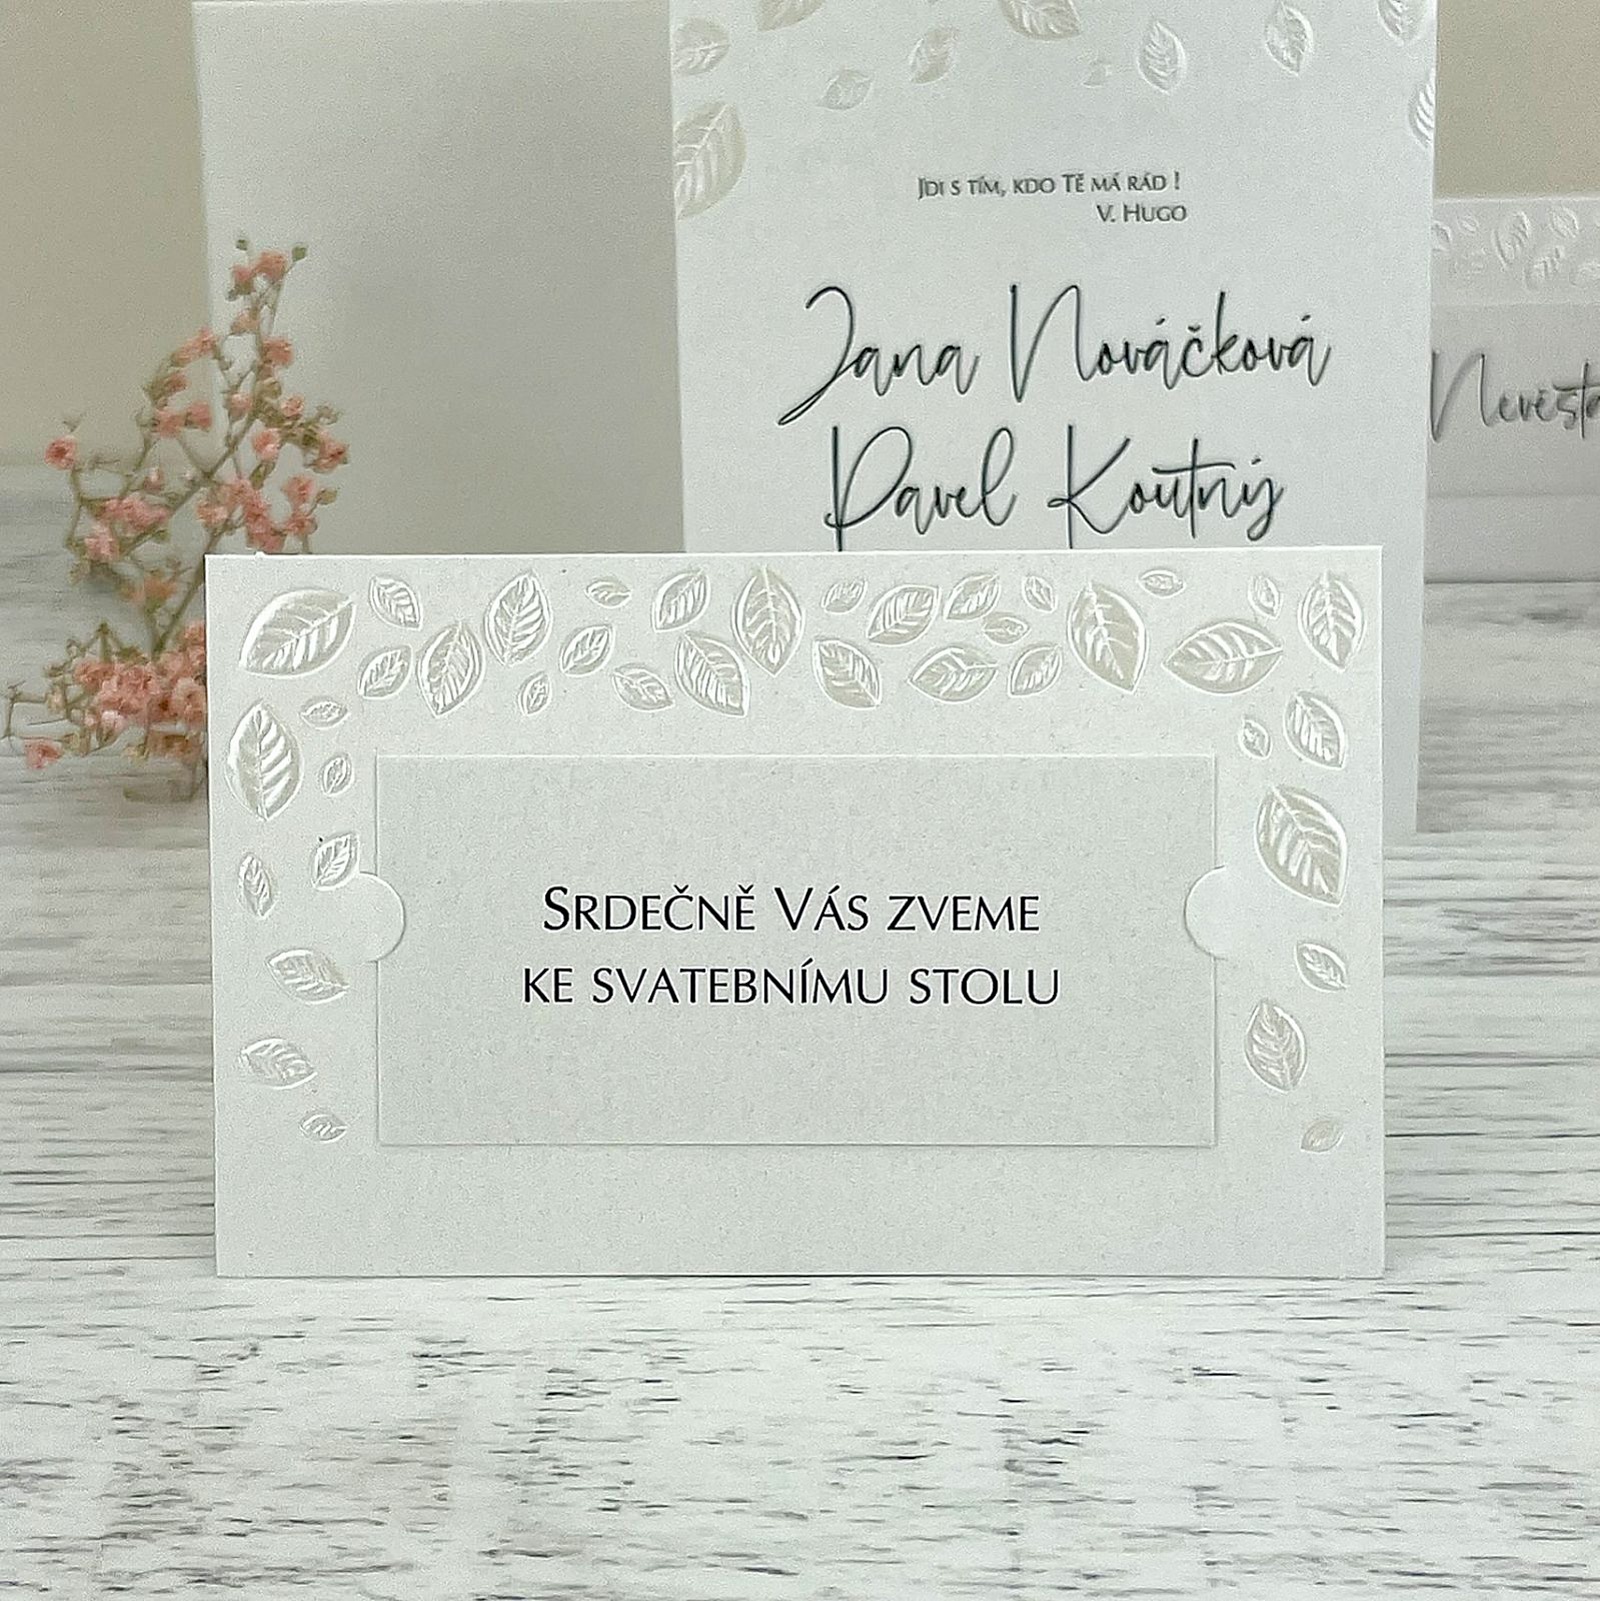 Jdi s tím, kdo Tě má rád !
V. Hugo
Jana Nováčková
Pavel Koutný
Srdečně Vás zveme
ke svatebnímu stolu